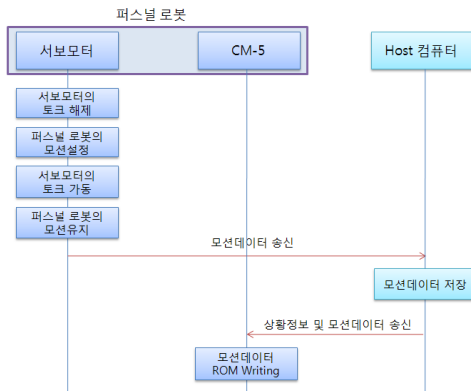 퍼스널 로봇
서보모터
CM-5
Host 컴퓨터
서보모터의
토크 해제
퍼스널 로봇의
모션설정
서보모터의
토크 가동
퍼스널 로봇의
모션유지
모션데이터 송신
모션데이터 저장
상황정보 및 모션데이터 송신
모션데이터
ROM Writing